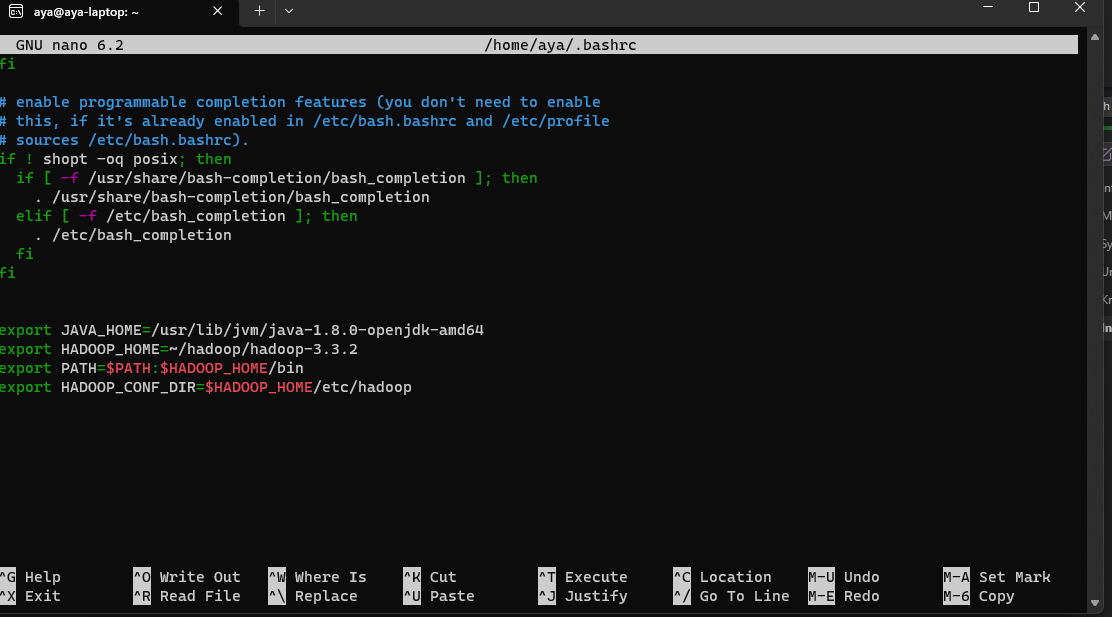 aya@aya-laptop: ~
GNU nano 6.2 /home/aya/.bashrc
fi
# enable programmable completion features (you don't need to enable
# this, if it's already enabled in /etc/bash.bashrc and /etc/profile
# sources /etc/bash.bashrc).
if ! shopt -oq posix; then
  if [ -f /usr/share/bash-completion/bash_completion ]; then
    . /usr/share/bash-completion/bash_completion
  elif [ -f /etc/bash_completion ]; then
    . /etc/bash_completion
  fi
fi
export JAVA_HOME=/usr/lib/jvm/java-1.8.0-openjdk-amd64
export HADOOP_HOME=~/hadoop/hadoop-3.3.2
export PATH=$PATH:$HADOOP_HOME/bin
export HADOOP_CONF_DIR=$HADOOP_HOME/etc/hadoop
^G Help ^O Write Out ^W Where Is ^K Cut ^T Execute ^C Location M-U Undo M-A Set Mark
^X Exit ^R Read File ^\ Replace ^U Paste ^J Justify ^/ Go To Line M-E Redo M-6 Copy